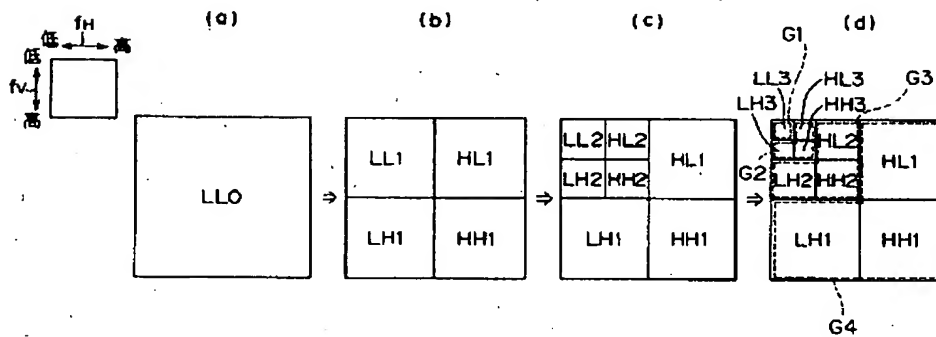 (a) (b) (c) (d)
fH
低 高
低
fV
高
G1
LL3 HL3 G3
LH3 HH3
LL0
LL1 HL1
LH1 HH1
LL2 HL2
LH2 HH2
HL1
LH1 HH1
HL2
G2
LH2 HH2
HL1
LH1 HH1
G4
⇒ ⇒ ⇒